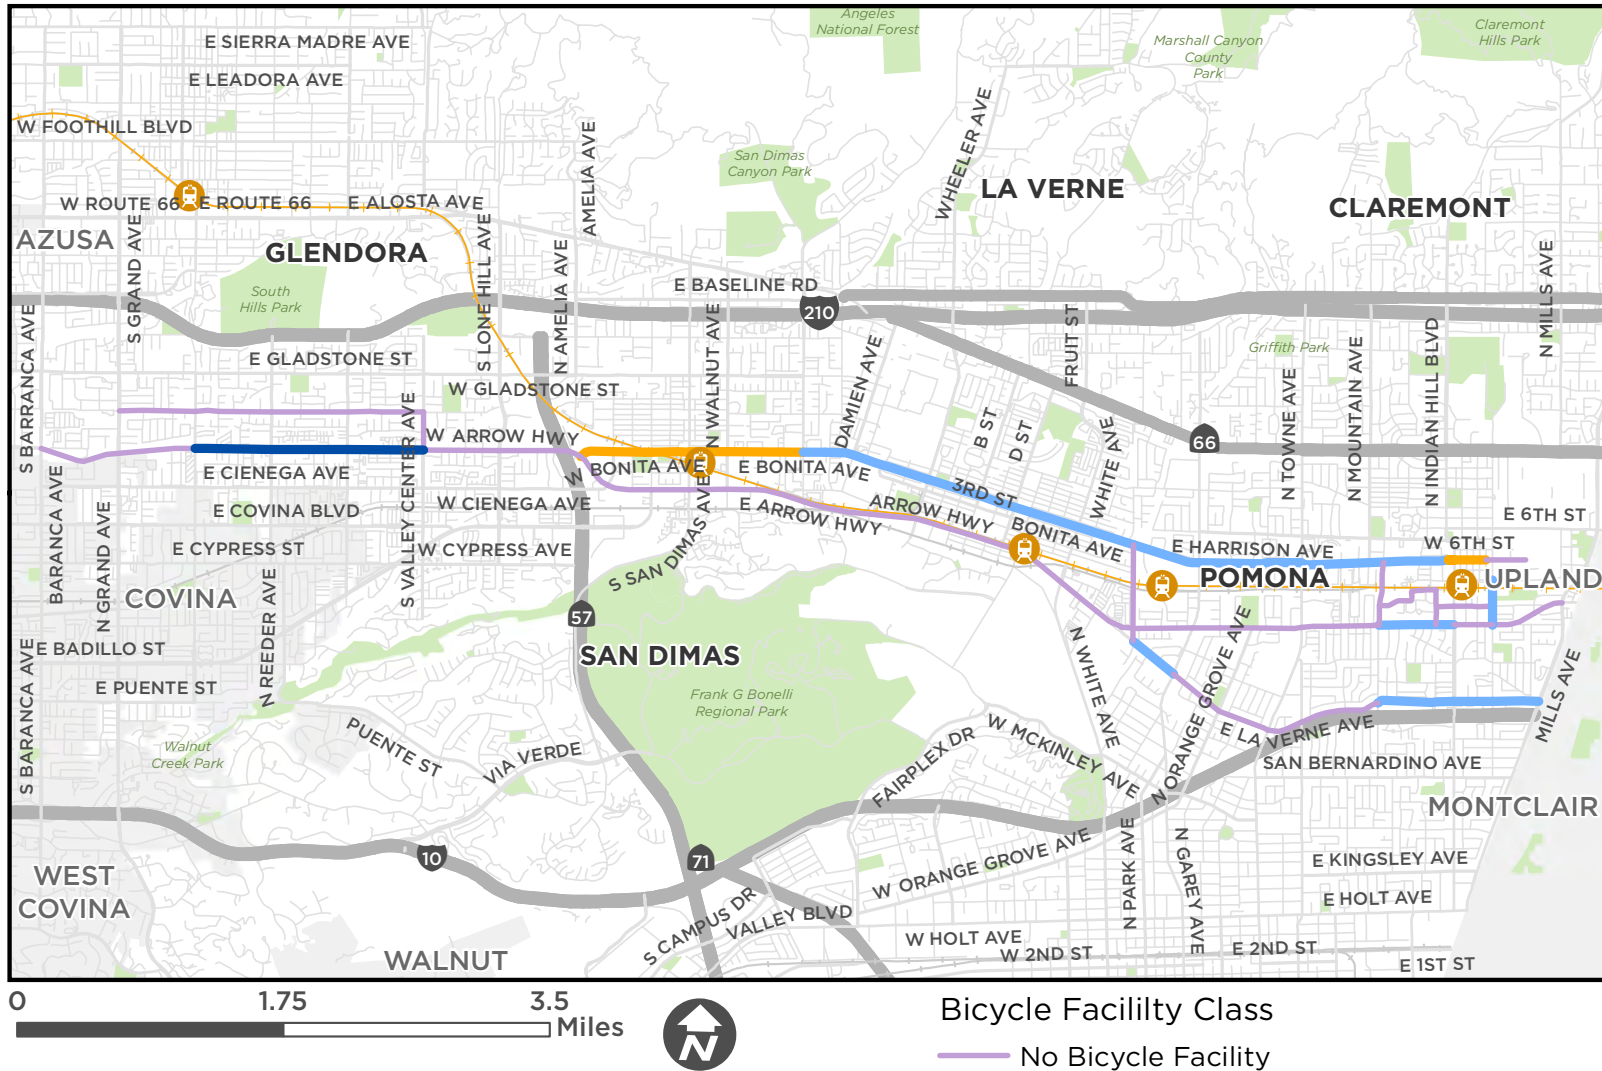 Angeles
National Forest
Claremont
Hills Park
E SIERRA MADRE AVE
Marshall Canyon
County
Park
E LEADORA AVE
WHEELER AVE
W FOOTHILL BLVD
AMELIA AVE
San Dimas
Canyon Park
LA VERNE
CLAREMONT
W ROUTE 66
E ROUTE 66
E ALOSTA AVE
AZUSA
S GRAND AVE
GLENDORA
S LONE HILL AVE
N AMELIA AVE
N MILLS AVE
E BASELINE RD
South
Hills Park
210
S BARRANCA AVE
N WALNUT AVE
FRUIT ST
Griffith Park
N MOUNTAIN AVE
N INDIAN HILL BLVD
E GLADSTONE ST
DAMIEN AVE
N TOWNE AVE
W GLADSTONE ST
S VALLEY CENTER AVE
B ST
D ST
WHITE AVE
66
W ARROW HWY
W BONITA AVE
E BONITA AVE
E CIENEGA AVE
BARANCA AVE
3RD ST
W CIENEGA AVE
E COVINA BLVD
N GRAND AVE
E ARROW HWY
ARROW HWY
BONITA AVE
E 6TH ST
E CYPRESS ST
W CYPRESS AVE
S SAN DIMAS AVE
E HARRISON AVE
W 6TH ST
POMONA
UPLAND
COVINA
N REEDER AVE
57
S BARANCA AVE
E BADILLO ST
SAN DIMAS
N WHITE AVE
N ORANGE GROVE AVE
E PUENTE ST
Frank G Bonelli
Regional Park
MILLS AVE
PUENTE ST
Walnut
Creek Park
VIA VERDE
FAIRPLEX DR
W MCKINLEY AVE
E LA VERNE AVE
SAN BERNARDINO AVE
MONTCLAIR
10
71
W ORANGE GROVE AVE
N PARK AVE
N GAREY AVE
E KINGSLEY AVE
WEST
COVINA
E HOLT AVE
S CAMPUS DR
VALLEY BLVD
WALNUT
W HOLT AVE
W 2ND ST
E 2ND ST
E 1ST ST
0 1.75 3.5
Miles
N
Bicycle Facililty Class
No Bicycle Facility